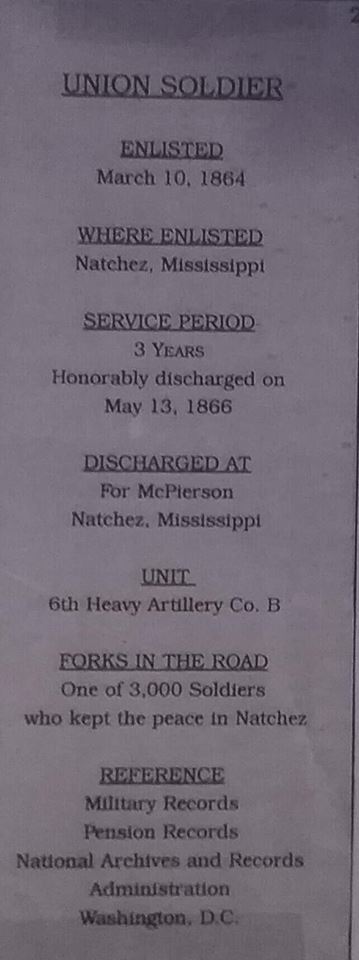 UNION SOLDIER
ENLISTED
March 10, 1864
WHERE ENLISTED
Natchez, Mississippi
SERVICE PERIOD
3 YEARS
Honorably discharged on
May 13, 1866
DISCHARGED AT
For McPierson
Natchez, Mississippi
UNIT
6th Heavy Artillery Co. B
FORKS IN THE ROAD
One of 3,000 Soldiers
who kept the peace in Natchez
REFERENCE
Military Records
Pension Records
National Archives and Records
Administration
Washington, D.C.